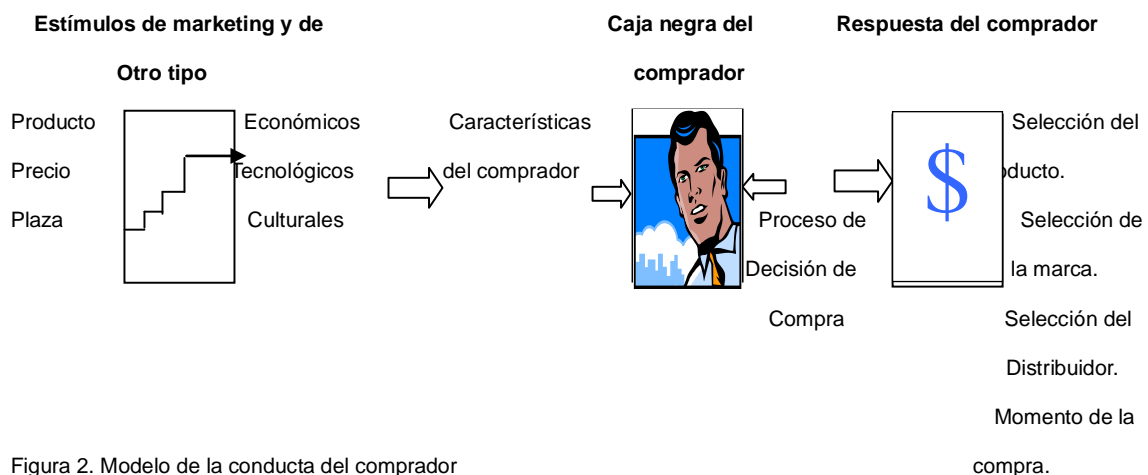 Estímulos de marketing y de Caja negra del Respuesta del comprador
Otro tipo comprador
Producto Económicos Características Selección del
Precio Tecnológicos del comprador oducto.
Plaza Culturales Proceso de Selección de
Decisión de la marca.
Compra Selección del
Distribuidor.
Momento de la
Figura 2. Modelo de la conducta del comprador compra.
$